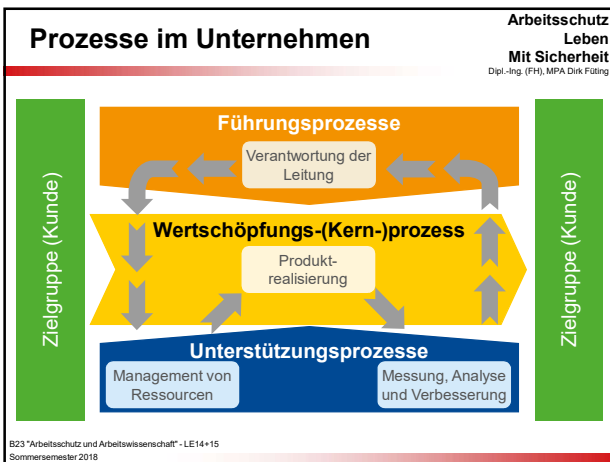 Prozesse im Unternehmen
Arbeitsschutz
Leben
Mit Sicherheit
Dipl.-Ing. (FH), MPA Dirk Füting
Zielgruppe (Kunde)
Führungsprozesse
Verantwortung der
Leitung
Wertschöpfungs-(Kern-)prozess
Produkt-
realisierung
Unterstützungsprozesse
Management von
Ressourcen
Messung, Analyse
und Verbesserung
Zielgruppe (Kunde)
B23 "Arbeitsschutz und Arbeitswissenschaft" - LE14+15
Sommersemester 2018